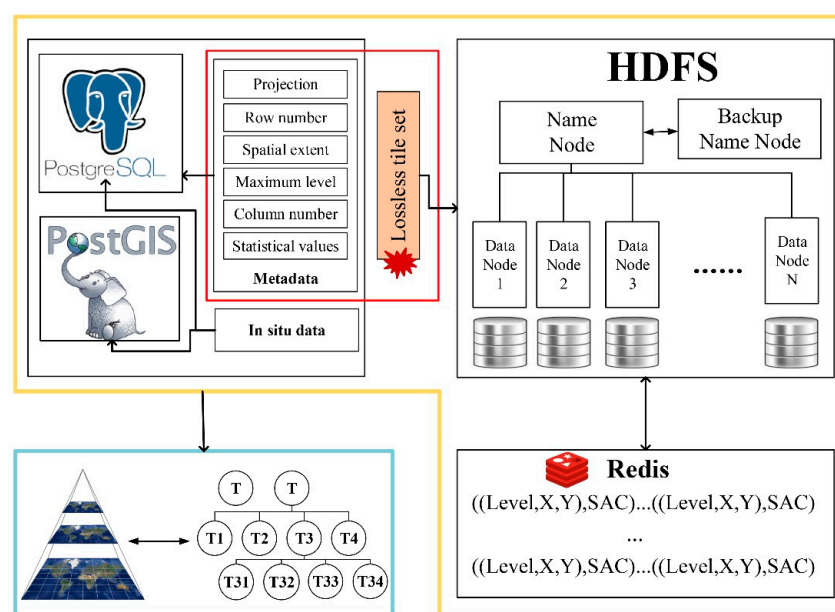 PostgreSQL
PostGIS
Projection
Row number
Spatial extent
Maximum level
Column number
Statistical values
Metadata
In situ data
Lossless tile set
HDFS
Name
Node
Backup
Name Node
Data
Node
1
Data
Node
2
Data
Node
3
......
Data
Node
N
T
T
T1
T2
T3
T4
T31
T32
T33
T34
Redis
((Level,X,Y),SAC)...((Level,X,Y),SAC)
...
((Level,X,Y),SAC)...((Level,X,Y),SAC)